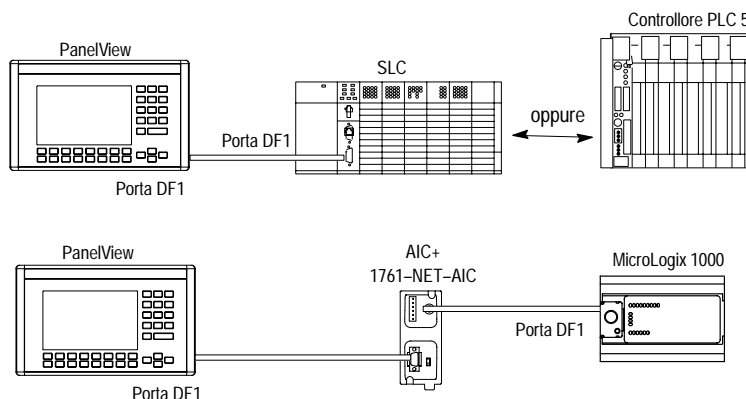 Controllore PLC 5
PanelView
SLC
oppure
Porta DF1
Porta DF1
PanelView
AIC+
1761–NET–AIC
MicroLogix 1000
Porta DF1
Porta DF1